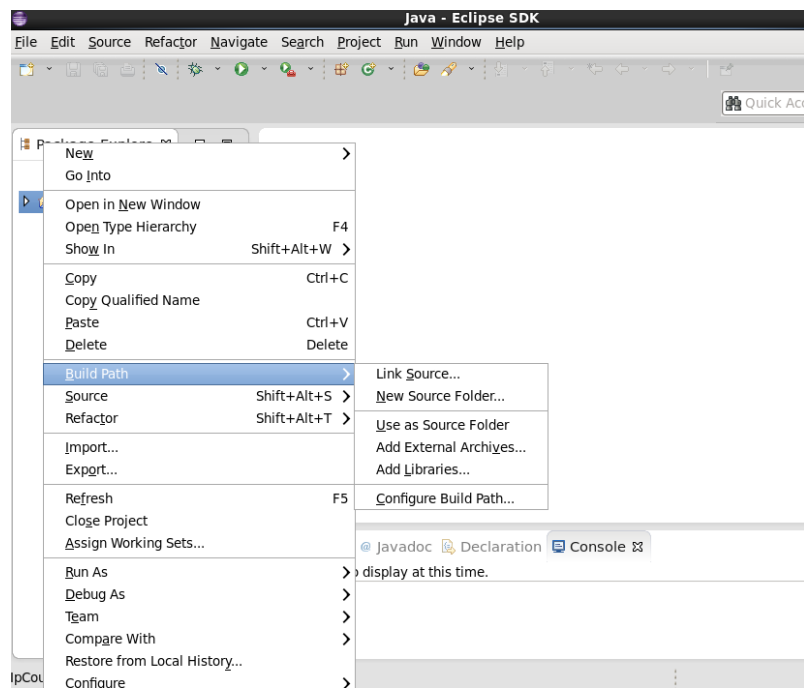 Java - Eclipse SDK
File Edit Source Refactor Navigate Search Project Run Window Help
Quick Acc
New
Go Into
Open in New Window
Open Type Hierarchy F4
Show In Shift+Alt+W
Copy Ctrl+C
Copy Qualified Name
Paste Ctrl+V
Delete Delete
Build Path
Source Shift+Alt+S
Refactor Shift+Alt+T
Import...
Export...
Refresh F5
Close Project
Assign Working Sets...
Run As
Debug As
Team
Compare With
Restore from Local History...
Configure
Link Source...
New Source Folder...
Use as Source Folder
Add External Archives...
Add Libraries...
Configure Build Path...
@ Javadoc Declaration Console
display at this time.
IpCou